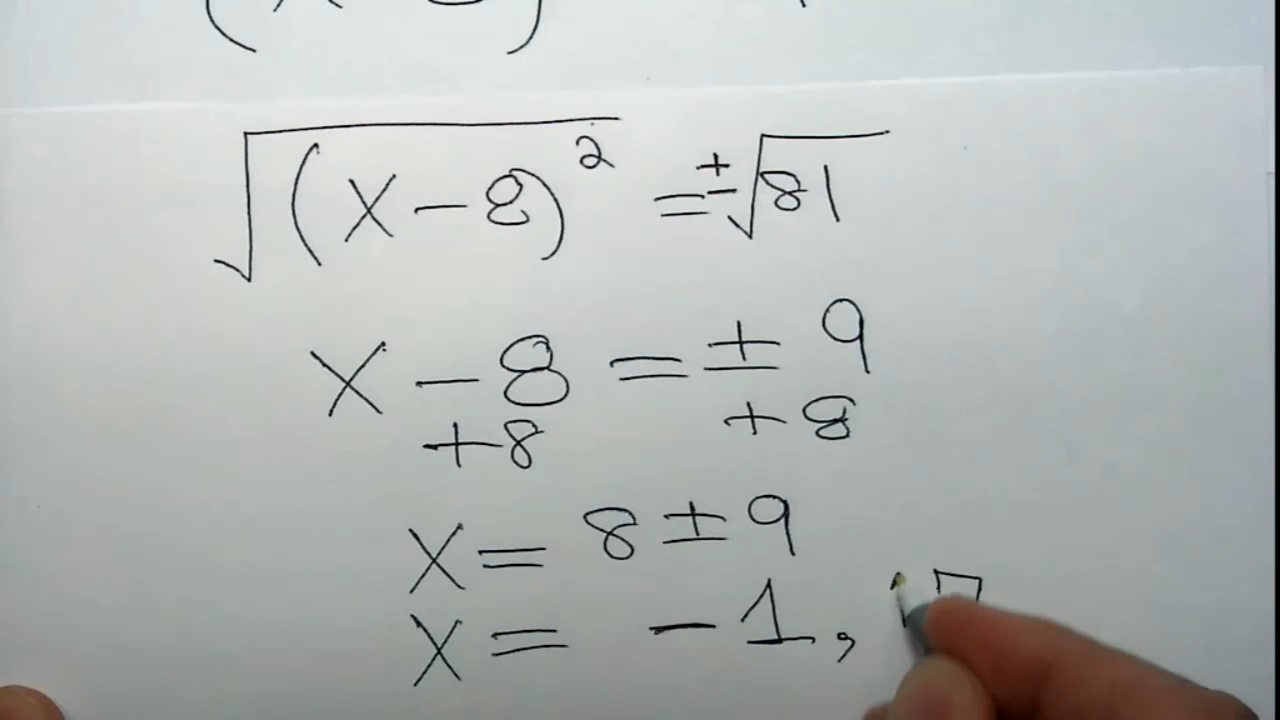 √(x-8)² = ±√81
x - 8 = ± 9
+8 +8
x = 8 ± 9
x = -1,